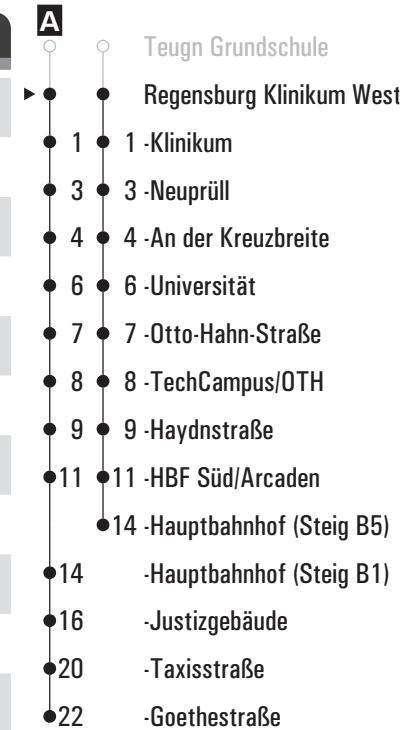 A
Teugn Grundschule
Regensburg Klinikum West
1 1 -Klinikum
3 3 -Neuprüll
4 4 -An der Kreuzbreite
6 6 -Universität
7 7 -Otto-Hahn-Straße
8 8 -TechCampus/OTH
9 9 -Haydnstraße
11 11 -HBF Süd/Arcaden
14 -Hauptbahnhof (Steig B5)
14 -Hauptbahnhof (Steig B1)
16 -Justizgebäude
20 -Taxisstraße
22 -Goethestraße